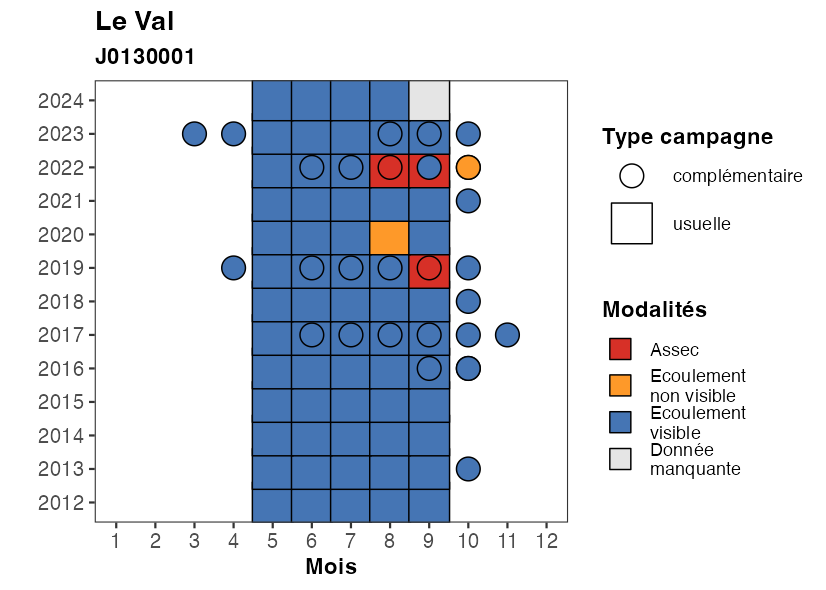 Le Val
J0130001
2024
2023
2022
2021
2020
2019
2018
2017
2016
2015
2014
2013
2012
1 2 3 4 5 6 7 8 9 10 11 12
Mois
Type campagne
complémentaire
usuelle
Modalités
Assec
Ecoulement
non visible
Ecoulement
visible
Donnée
manquante